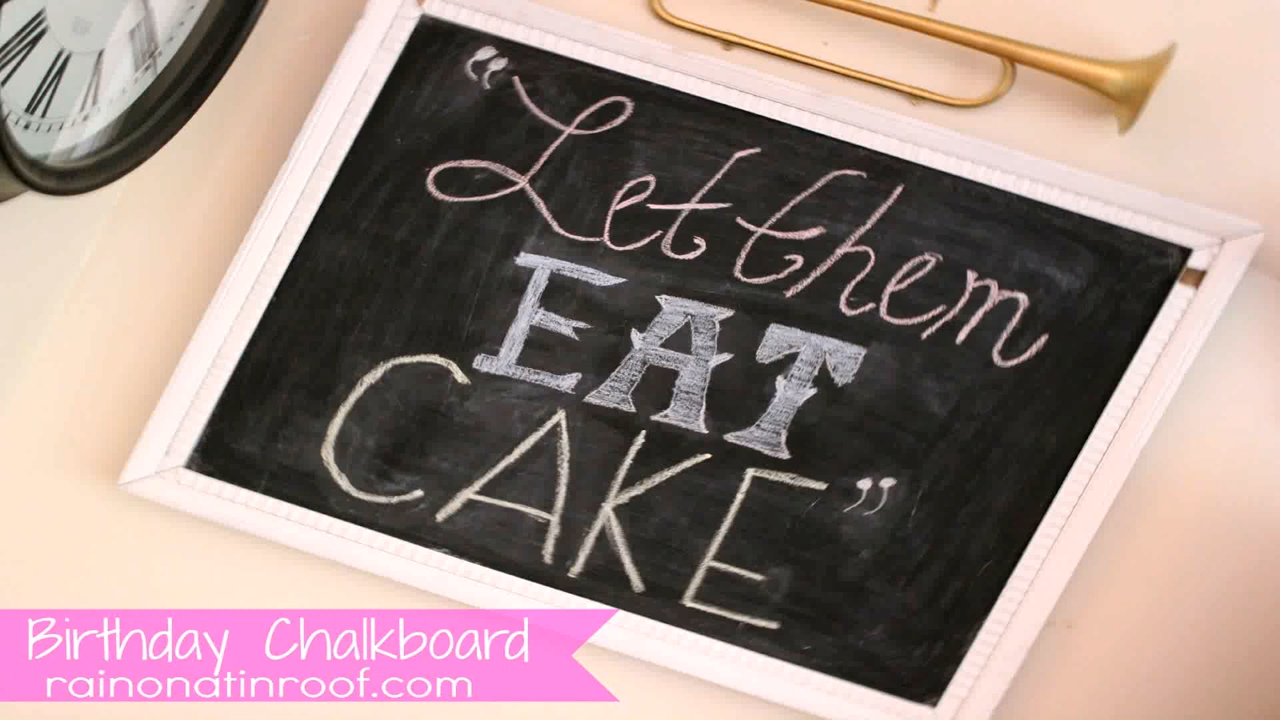 “Let them
EAT
CAKE”
Birthday Chalkboard
rainonatinroof.com